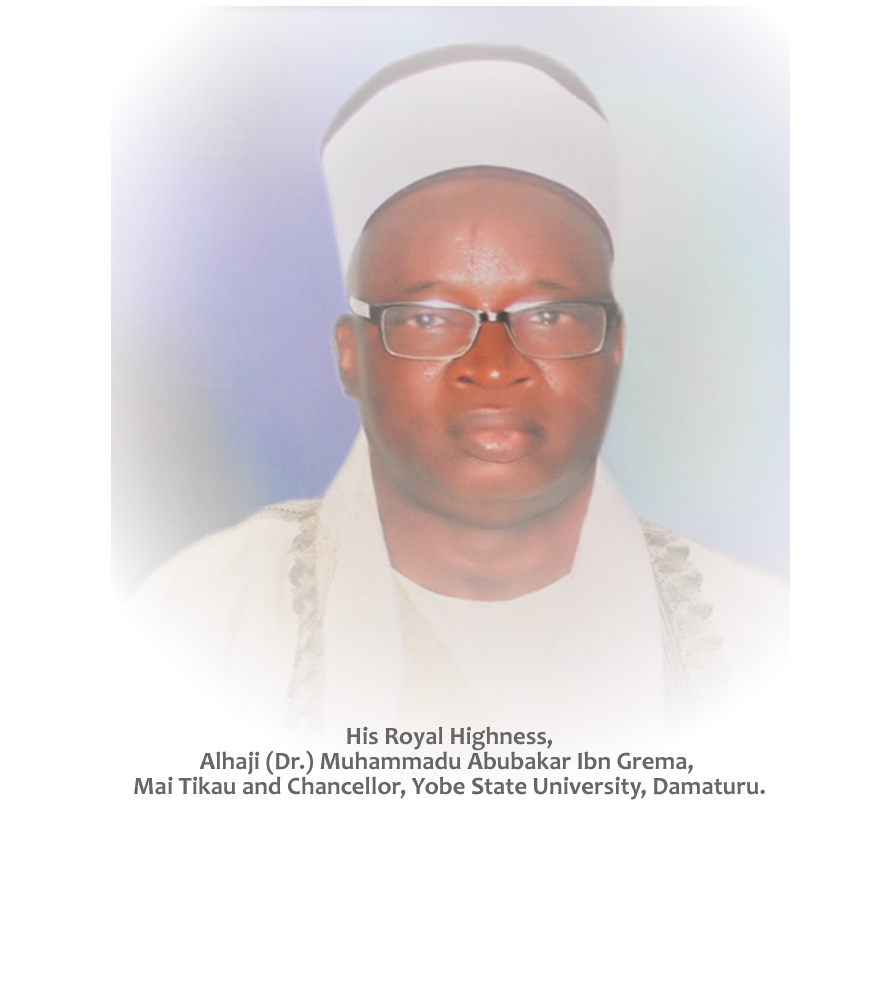 His Royal Highness,
Alhaji (Dr.) Muhammadu Abubakar Ibn Grema,
Mai Tikau and Chancellor, Yobe State University, Damaturu.